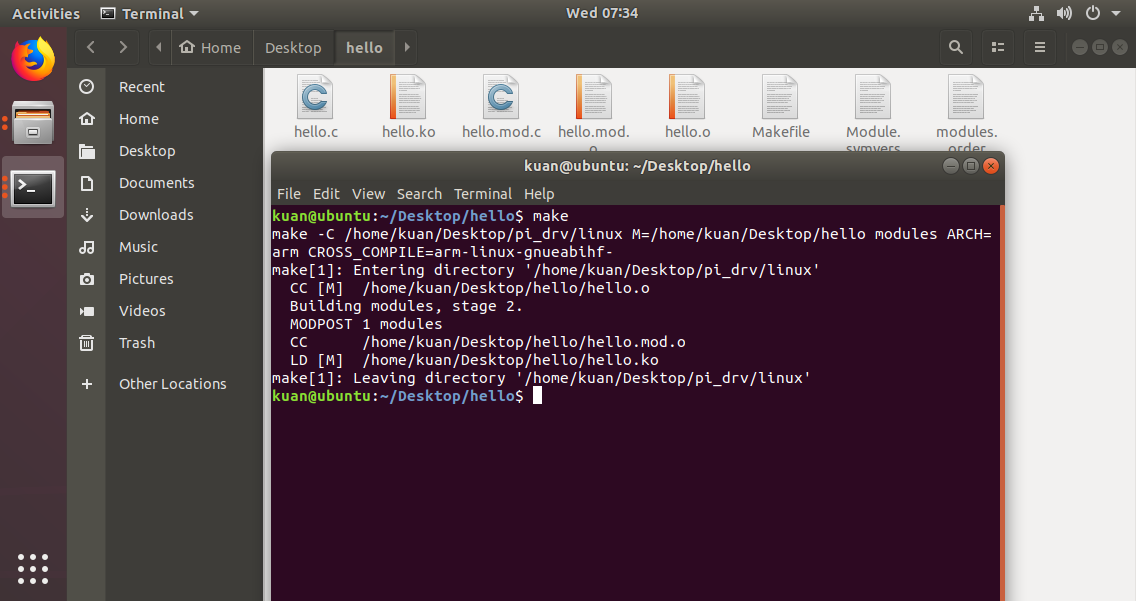 Activities Terminal Wed 07:34
Home Desktop hello
Recent
Home
Desktop
Documents
Downloads
Music
Pictures
Videos
Trash
Other Locations
hello.c hello.ko hello.mod.c hello.mod. hello.o Makefile Module. modules.
o symvers order
kuan@ubuntu: ~/Desktop/hello
File Edit View Search Terminal Help
kuan@ubuntu:~/Desktop/hello$ make
make -C /home/kuan/Desktop/pi_drv/linux M=/home/kuan/Desktop/hello modules ARCH=
arm CROSS_COMPILE=arm-linux-gnueabihf-
make[1]: Entering directory '/home/kuan/Desktop/pi_drv/linux'
CC [M] /home/kuan/Desktop/hello/hello.o
Building modules, stage 2.
MODPOST 1 modules
CC /home/kuan/Desktop/hello/hello.mod.o
LD [M] /home/kuan/Desktop/hello/hello.ko
make[1]: Leaving directory '/home/kuan/Desktop/pi_drv/linux'
kuan@ubuntu:~/Desktop/hello$